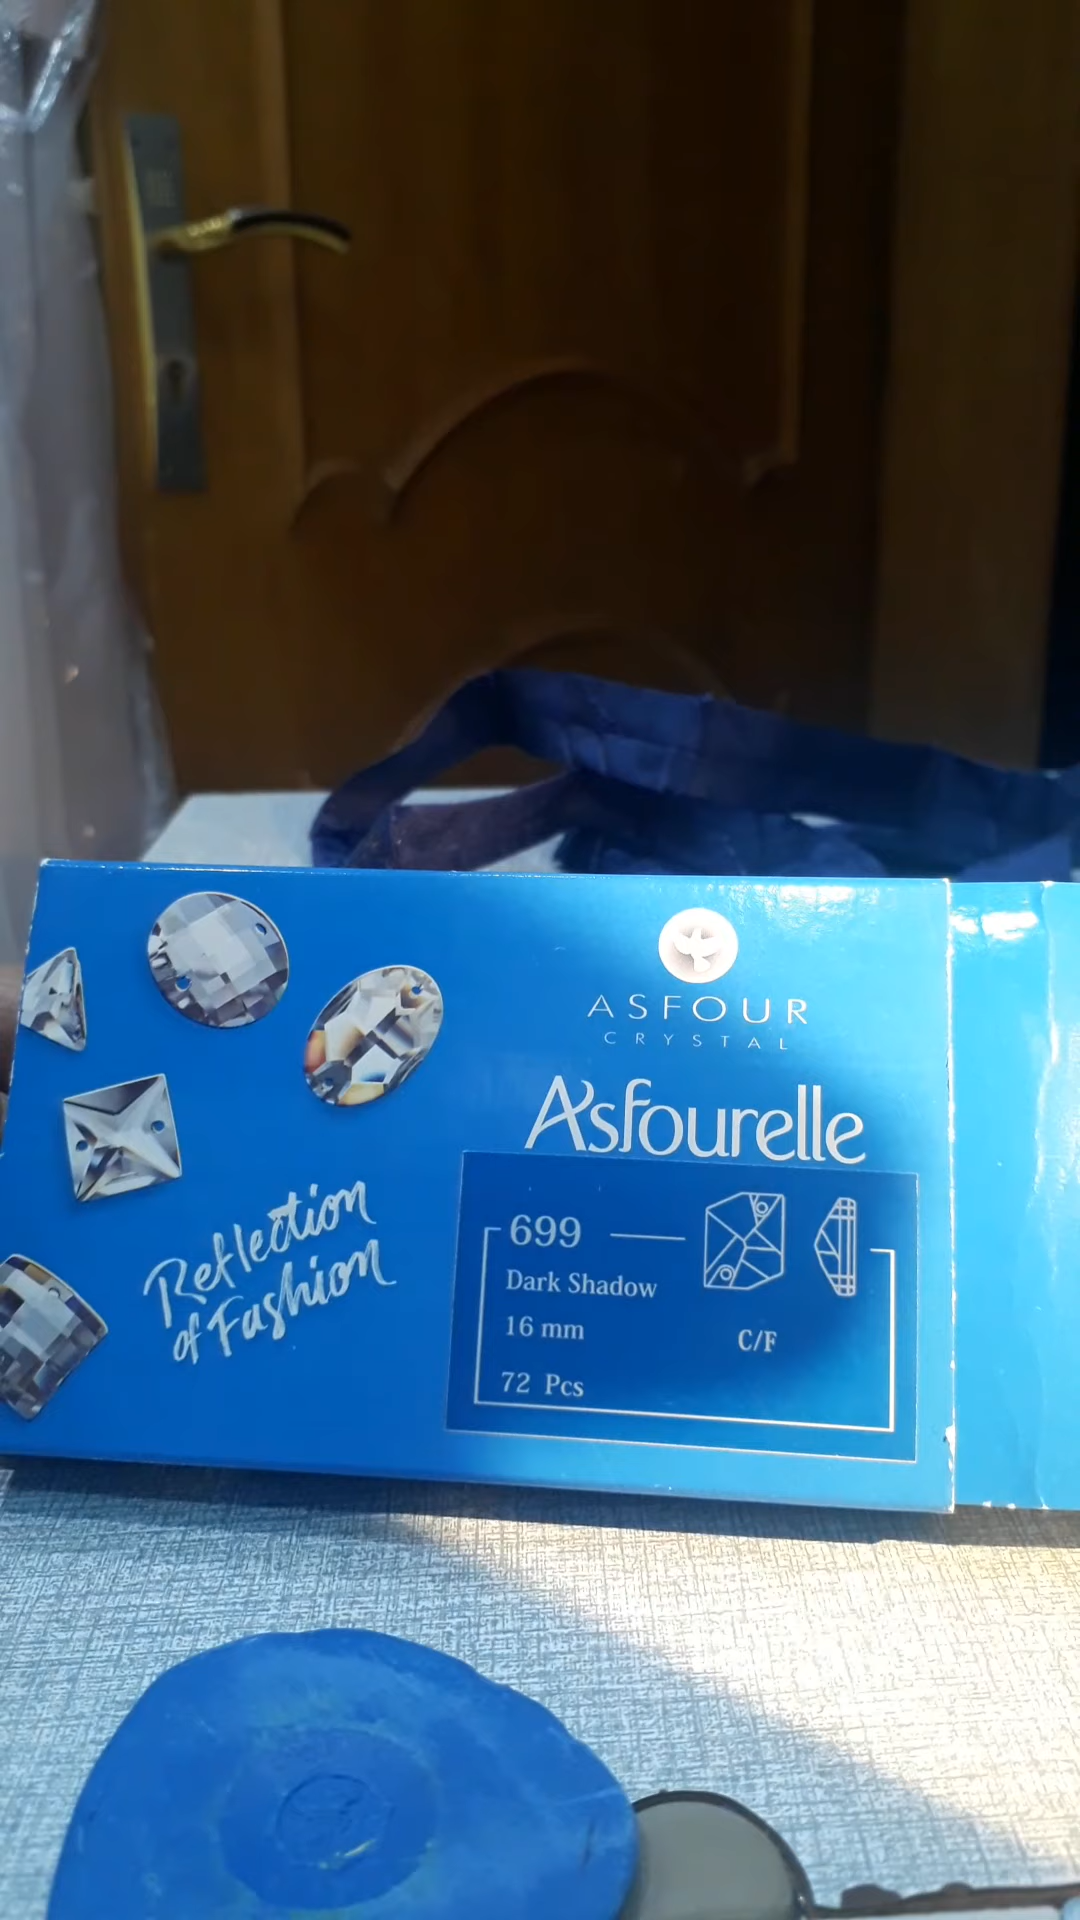 ASFOUR
CRYSTAL
Asfourelle
Reflection
of Fashion
699
Dark Shadow
16 mm
C/F
72 Pcs